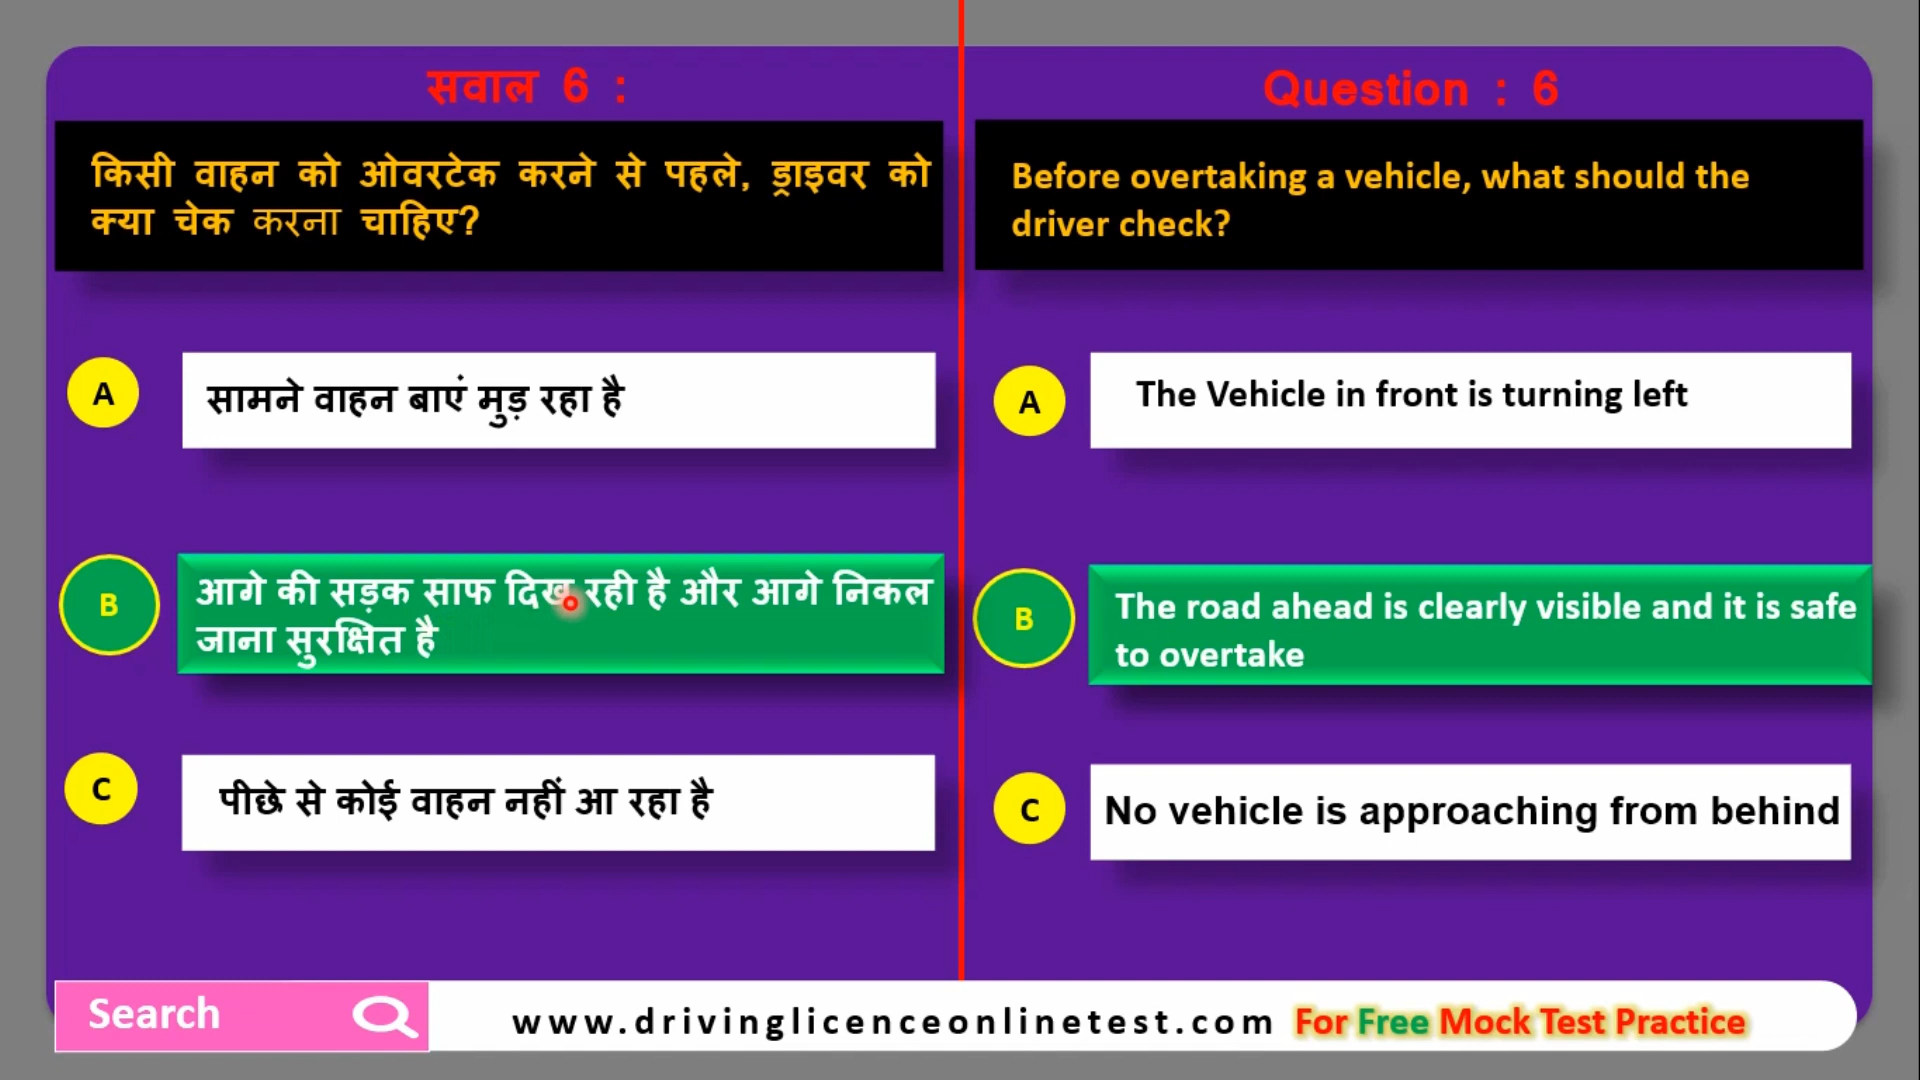 सवाल 6 :
किसी वाहन को ओवरटेक करने से पहले, ड्राइवर को
क्या चेक करना चाहिए?
A
सामने वाहन बाएं मुड़ रहा है
B
आगे की सड़क साफ दिख रही है और आगे निकल
जाना सुरक्षित है
C
पीछे से कोई वाहन नहीं आ रहा है
Question : 6
Before overtaking a vehicle, what should the
driver check?
A
The Vehicle in front is turning left
B
The road ahead is clearly visible and it is safe
to overtake
C
No vehicle is approaching from behind
Search
www.drivinglicenceonlinetest.com For Free Mock Test Practice